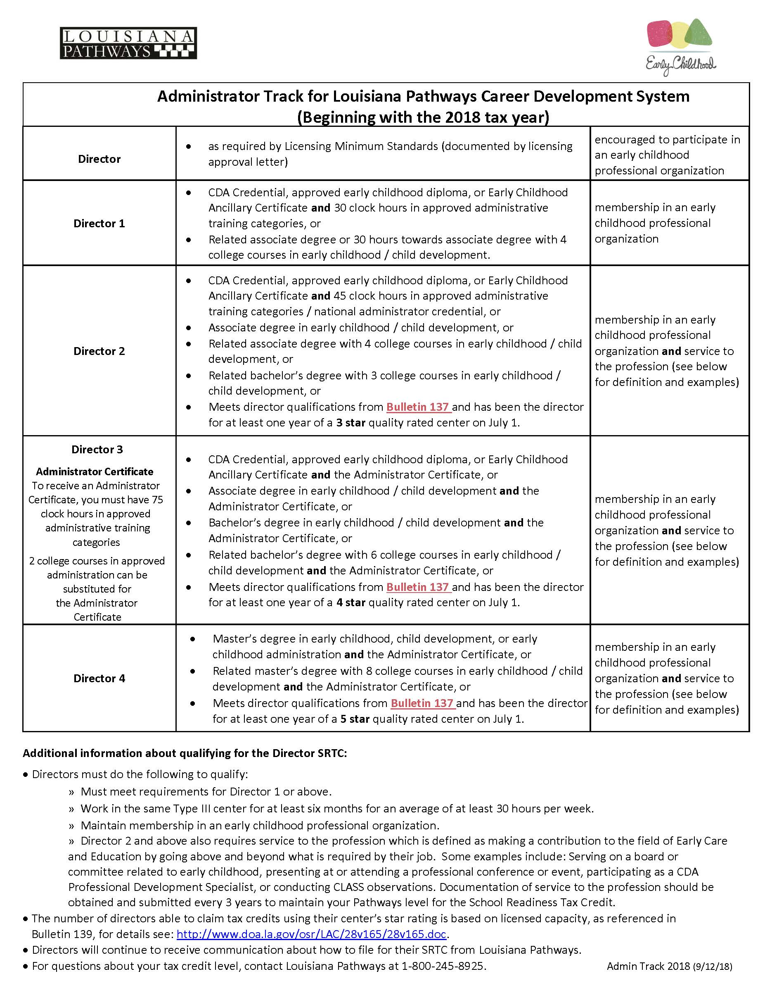 LOUISIANA
PATHWAYS
Early Childhood
Administrator Track for Louisiana Pathways Career Development System
(Beginning with the 2018 tax year)
Director
• as required by Licensing Minimum Standards (documented by licensing
approval letter)
encouraged to participate in
an early childhood
professional organization
Director 1
• CDA Credential, approved early childhood diploma, or Early Childhood
Ancillary Certificate and 30 clock hours in approved administrative
training categories, or
• Related associate degree or 30 hours towards associate degree with 4
college courses in early childhood / child development.
membership in an early
childhood professional
organization
Director 2
• CDA Credential, approved early childhood diploma, or Early Childhood
Ancillary Certificate and 45 clock hours in approved administrative
training categories / national administrator credential, or
• Associate degree in early childhood / child development, or
• Related associate degree with 4 college courses in early childhood / child
development, or
• Related bachelor’s degree with 3 college courses in early childhood /
child development, or
• Meets director qualifications from Bulletin 137 and has been the director
for at least one year of a 3 star quality rated center on July 1.
membership in an early
childhood professional
organization and service to
the profession (see below
for definition and examples)
Director 3
Administrator Certificate
To receive an Administrator
Certificate, you must have 75
clock hours in approved
administrative training
categories
2 college courses in approved
administration can be
substituted for
the Administrator
Certificate
• CDA Credential, approved early childhood diploma, or Early Childhood
Ancillary Certificate and the Administrator Certificate, or
• Associate degree in early childhood / child development and the
Administrator Certificate, or
• Bachelor’s degree in early childhood / child development and the
Administrator Certificate, or
• Related bachelor’s degree with 6 college courses in early childhood /
child development and the Administrator Certificate, or
• Meets director qualifications from Bulletin 137 and has been the director
for at least one year of a 4 star quality rated center on July 1.
membership in an early
childhood professional
organization and service to
the profession (see below
for definition and examples)
Director 4
• Master’s degree in early childhood, child development, or early
childhood administration and the Administrator Certificate, or
• Related master’s degree with 8 college courses in early childhood / child
development and the Administrator Certificate, or
• Meets director qualifications from Bulletin 137 and has been the director
for at least one year of a 5 star quality rated center on July 1.
membership in an early
childhood professional
organization and service to
the profession (see below
for definition and examples)
Additional information about qualifying for the Director SRTC:
• Directors must do the following to qualify:
» Must meet requirements for Director 1 or above.
» Work in the same Type III center for at least six months for an average of at least 30 hours per week.
» Maintain membership in an early childhood professional organization.
» Director 2 and above also requires service to the profession which is defined as making a contribution to the field of Early Care
and Education by going above and beyond what is required by their job. Some examples include: Serving on a board or
committee related to early childhood, presenting at or attending a professional conference or event, participating as a CDA
Professional Development Specialist, or conducting CLASS observations. Documentation of service to the profession should be
obtained and submitted every 3 years to maintain your Pathways level for the School Readiness Tax Credit.
• The number of directors able to claim tax credits using their center’s star rating is based on licensed capacity, as referenced in
Bulletin 139, for details see: http://www.doa.la.gov/osr/LAC/28v165/28v165.doc.
• Directors will continue to receive communication about how to file for their SRTC from Louisiana Pathways.
• For questions about your tax credit level, contact Louisiana Pathways at 1-800-245-8925.
Admin Track 2018 (9/12/18)